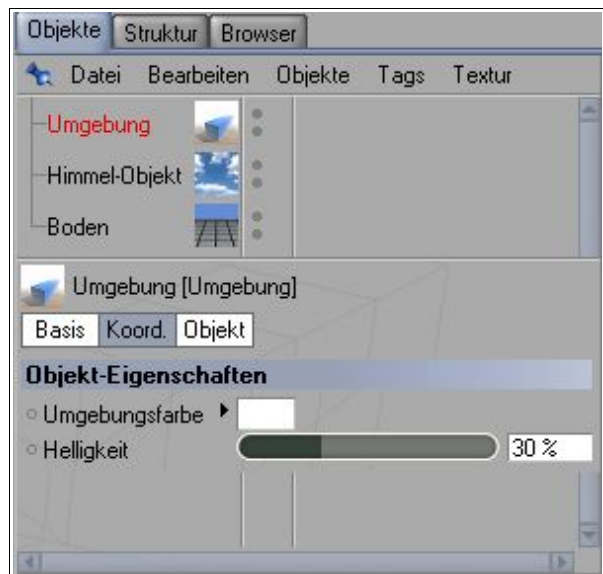 Objekte Struktur Browser
Datei Bearbeiten Objekte Tags Textur
Umgebung
Himmel-Objekt
Boden
Umgebung [Umgebung]
Basis Koord. Objekt
Objekt-Eigenschaften
Umgebungsfarbe
Helligkeit 30 %